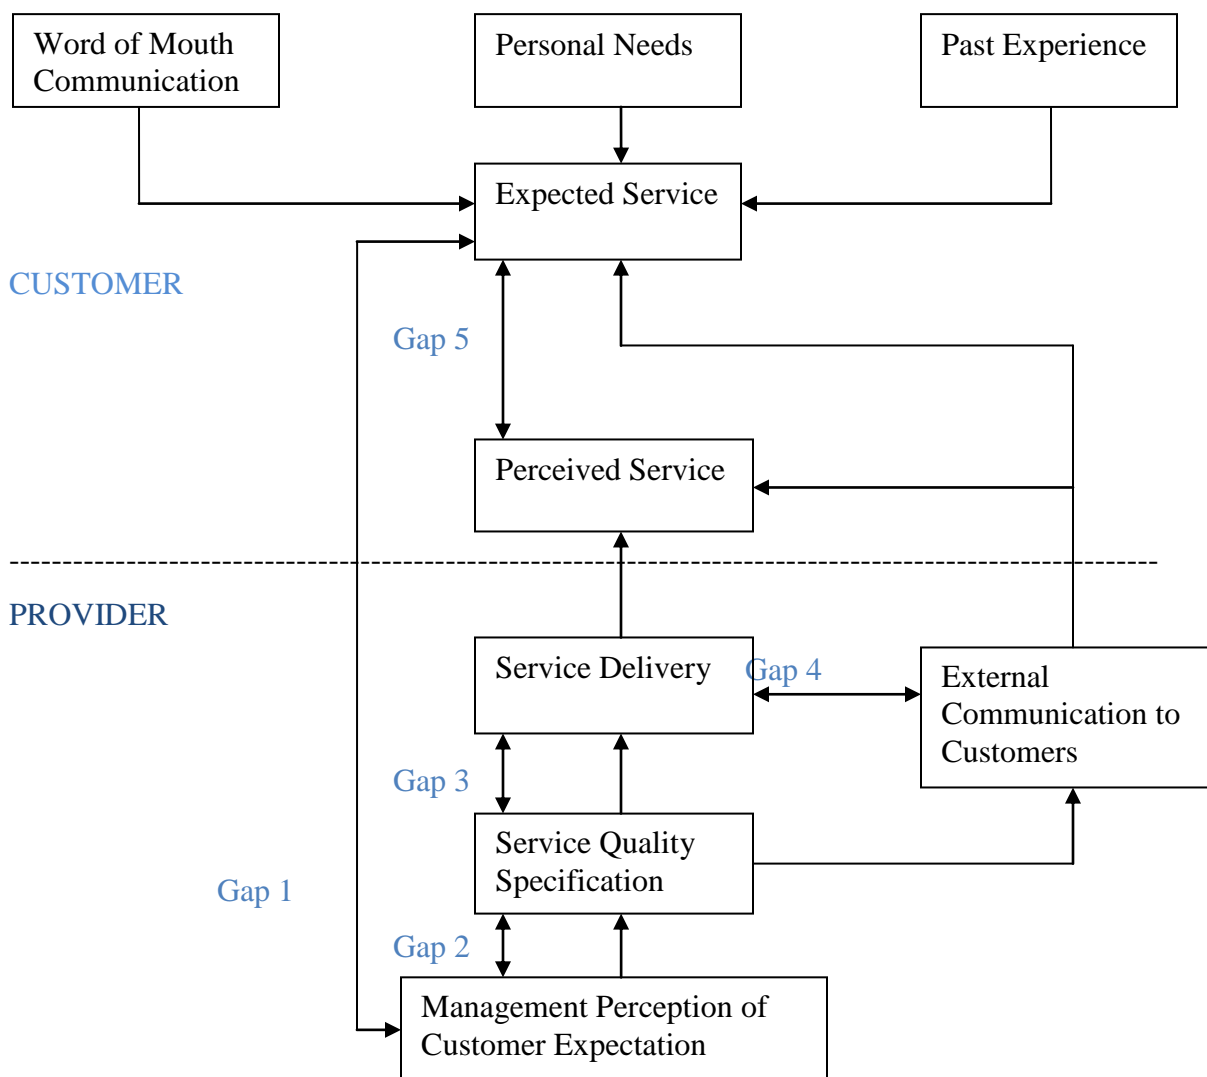 Word of Mouth
Communication
Personal Needs
Past Experience
Expected Service
CUSTOMER
Gap 5
Perceived Service
PROVIDER
Service Delivery
Gap 4
External
Communication to
Customers
Gap 3
Service Quality
Specification
Gap 1
Gap 2
Management Perception of
Customer Expectation